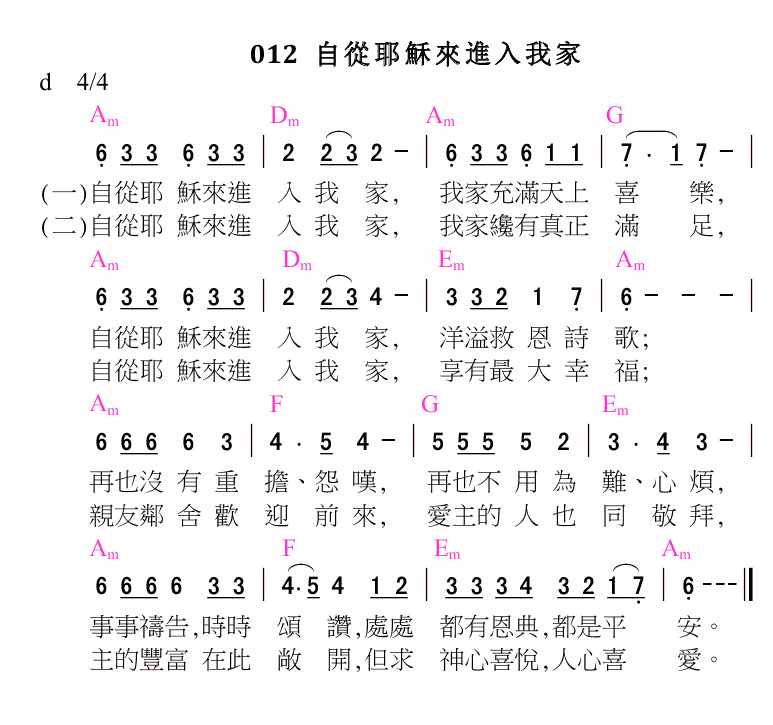 012 自從耶穌來進入我家
d 4/4
Am Dm Am G
6̣ 3 3 6̣ 3 3 | 2 2 3 2 − | 6̣ 3 3 6̣ 1 1 | 7̣ · 1 7̣ − |
(一)自從耶 穌來進 入 我 家, 我家充滿天上 喜 樂,
(二)自從耶 穌來進 入 我 家, 我家纔有真正 滿 足,
Am Dm Em Am
6̣ 3 3 6̣ 3 3 | 2 2 3 4 − | 3 3 2 1 7̣ | 6̣ − − − |
自從耶 穌來進 入 我 家, 洋溢救 恩 詩 歌;
自從耶 穌來進 入 我 家, 享有最 大 幸 福;
Am F G Em
6 6 6 6 3 | 4 · 5 4 − | 5 5 5 5 2 | 3 · 4 3 − |
再也沒 有 重 擔、怨 嘆, 再也不 用 為 難、心 煩,
親友鄰 舍 歡 迎 前 來, 愛主的 人 也 同 敬 拜,
Am F Em Am
6 6 6 6 3 3 | 4 · 5 4 1 2 | 3 3 3 4 3 2 1 7̣ | 6̣ - - - ‖
事事禱告,時時 頌 讚,處處 都有恩典,都是平 安。
主的豐富 在此 敞 開,但求 神心喜悅,人心喜 愛。